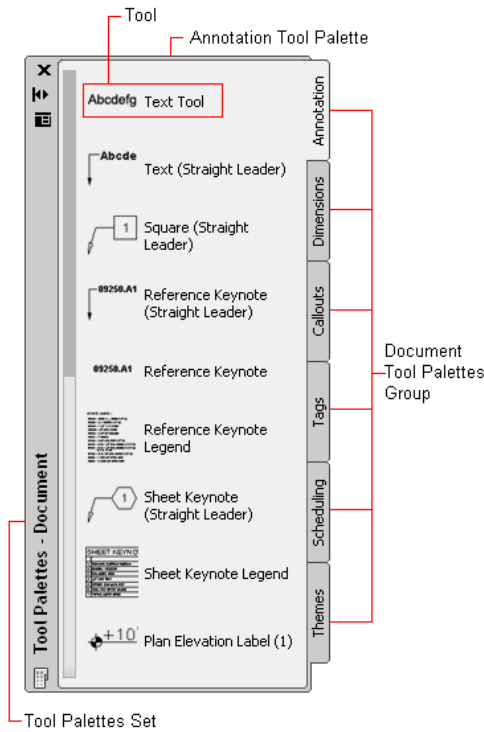 Tool
Annotation Tool Palette
Abcdefg Text Tool
Abcde
Text (Straight Leader)
1
Square (Straight
Leader)
09250.A1
Reference Keynote
(Straight Leader)
09250.A1 Reference Keynote
Reference Keynote
Legend
1
Sheet Keynote
(Straight Leader)
SHEET KEYNO
Sheet Keynote Legend
+10'
Plan Elevation Label (1)
Annotation
Dimensions
Callouts
Tags
Scheduling
Themes
Document
Tool Palettes
Group
Tool Palettes - Document
Tool Palettes Set